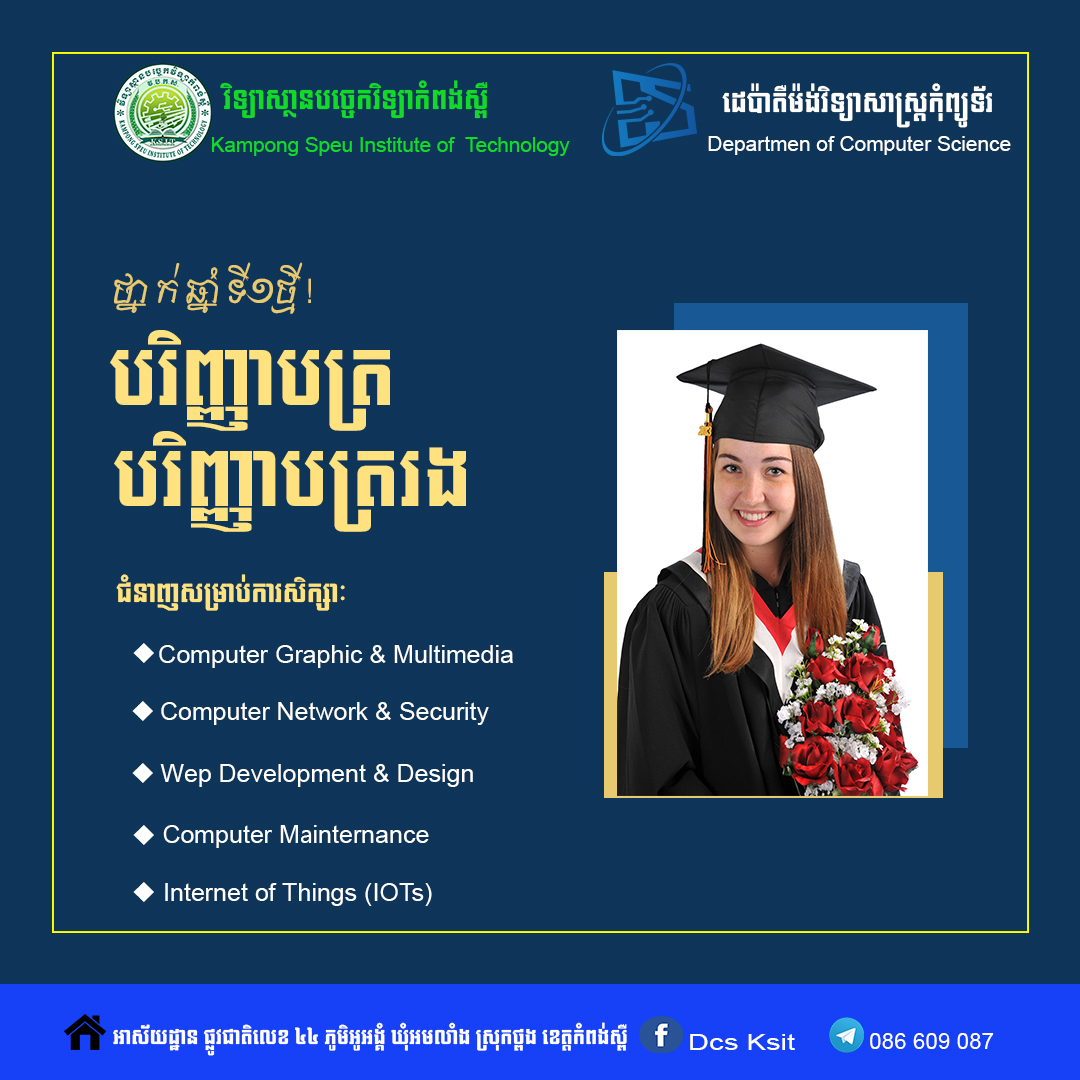 វិទ្យាស្ថានបច្ចេកវិទ្យាកំពង់ស្ពឺ
Kampong Speu Institute of Technology
ដេប៉ាតឺម៉ង់វិទ្យាសាស្ត្រកុំព្យូទ័រ
Departmen of Computer Science
KAMPONG SPEU INSTITUTE OF TECHNOLOGY
ថ្នាក់ឆ្នាំទី១ថ្មី!
បរិញ្ញាបត្រ
បរិញ្ញាបត្ររង
ជំនាញសម្រាប់ការសិក្សាៈ
Computer Graphic & Multimedia
Computer Network & Security
Wep Development & Design
Computer Mainternance
Internet of Things (IOTs)
អាស័យដ្ឋាន ផ្លូវជាតិលេខ ៤៤ ភូមិអូអង្គំ ឃុំអមលាំង ស្រុកថ្ពង ខេត្តកំពង់ស្ពឺ
Dcs Ksit
086 609 087